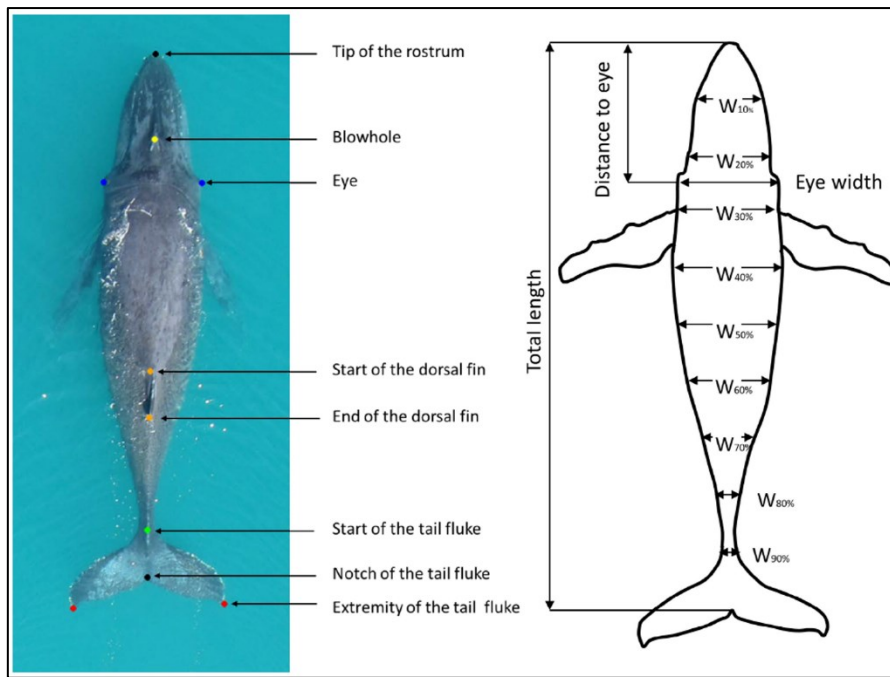 Tip of the rostrum
Blowhole
Eye
Start of the dorsal fin
End of the dorsal fin
Start of the tail fluke
Notch of the tail fluke
Extremity of the tail fluke
Total length
Distance to eye
W10%
W20%
Eye width
W30%
W40%
W50%
W60%
W70%
W80%
W90%